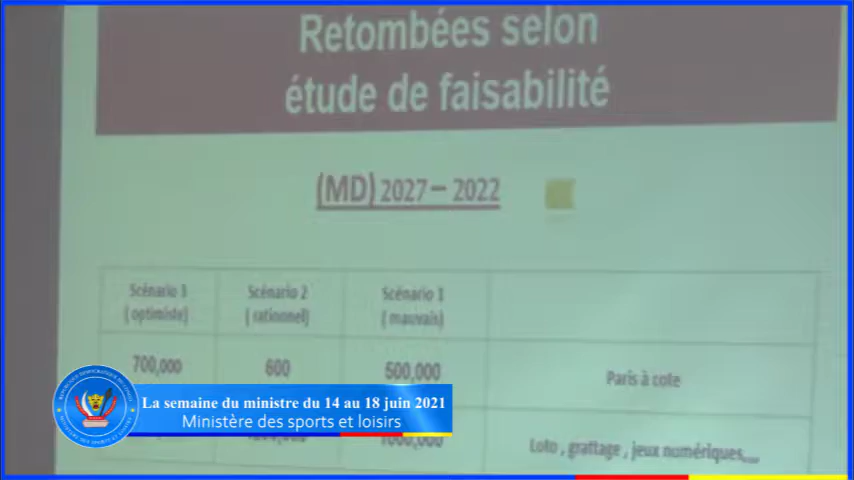 Retombées selon
étude de faisabilité
(MD) 2027 – 2022
Scénario 3
( optimiste)
Scénario 2
( rationnel)
Scénario 1
( mauvais)
700,000
600
500,000
Paris à cote
1000,000
Loto , grattage , jeux numériques,...
La semaine du ministre du 14 au 18 juin 2021
Ministère des sports et loisirs